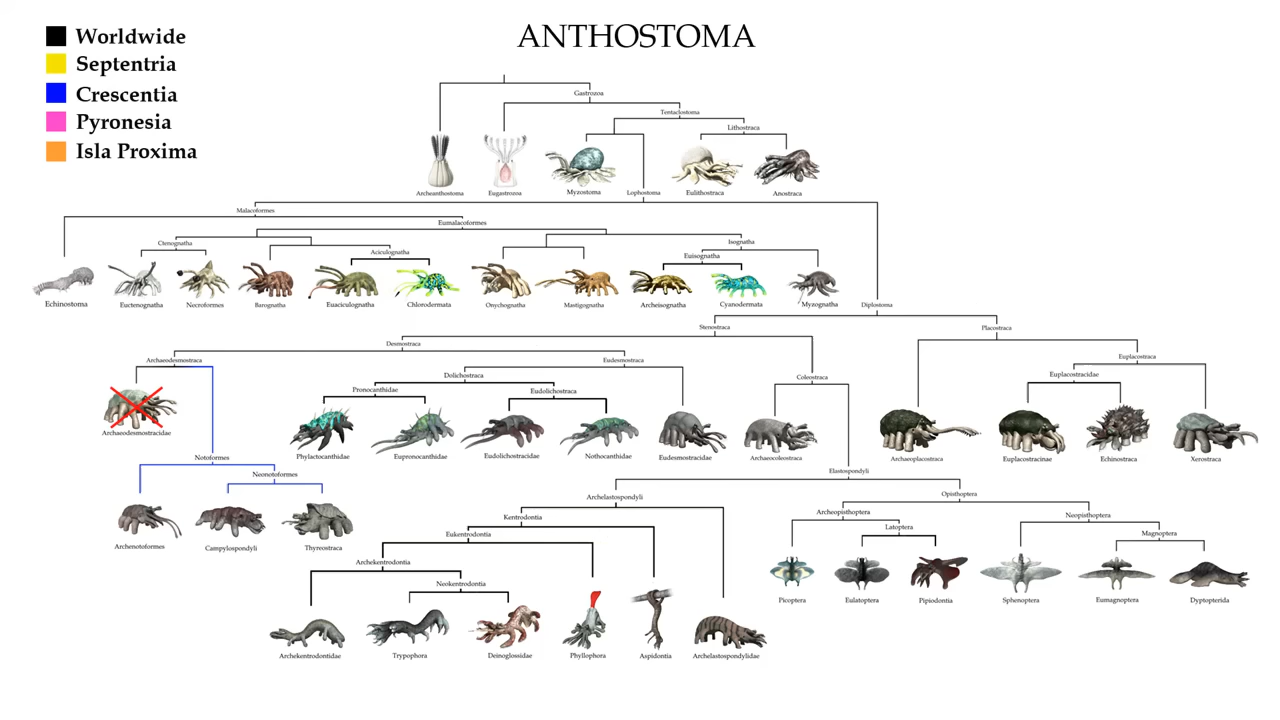 ANTHOSTOMA
Worldwide
Septentria
Crescentia
Pyronesia
Isla Proxima
Gastrozoa
Tentaclostoma
Lithostraca
Archeanthostoma
Eugastrozoa
Myzostoma
Lophostoma
Eulithostraca
Anostraca
Malacoformes
Eumalacoformes
Ctenognatha
Aciculognatha
Isognatha
Euisognatha
Echinostoma
Euctenognatha
Necroformes
Barognatha
Euaciculognatha
Chlorodermata
Onychognatha
Mastigognatha
Archeisognatha
Cyanodermata
Myzognatha
Diplostoma
Stenostraca
Placostraca
Desmostraca
Archaeodesmostraca
Eudesmostraca
Euplacostraca
Dolichostraca
Coleostraca
Euplacostracidae
Pronocanthidae
Eudolichostraca
Archaeodesmostracidae
Phylactocanthidae
Eupronocanthidae
Eudolichostracidae
Nothocanthidae
Eudesmostracidae
Archaeocoleostraca
Archaeoplacostraca
Euplacostracinae
Echinostraca
Xerostraca
Notoformes
Neonotoformes
Elastospondyli
Archelastospondyli
Opisthoptera
Archenotoformes
Campylospondyli
Thyreostraca
Kentrodontia
Archeopisthoptera
Neopisthoptera
Eukentrodontia
Latoptera
Magnoptera
Archekentrodontia
Neokentrodontia
Picoptera
Eulatoptera
Pipiodontia
Sphenoptera
Eumagnoptera
Dyptopterida
Archekentrodontidae
Trypophora
Deinoglossidae
Phyllophora
Aspidontia
Archelastospondylidae